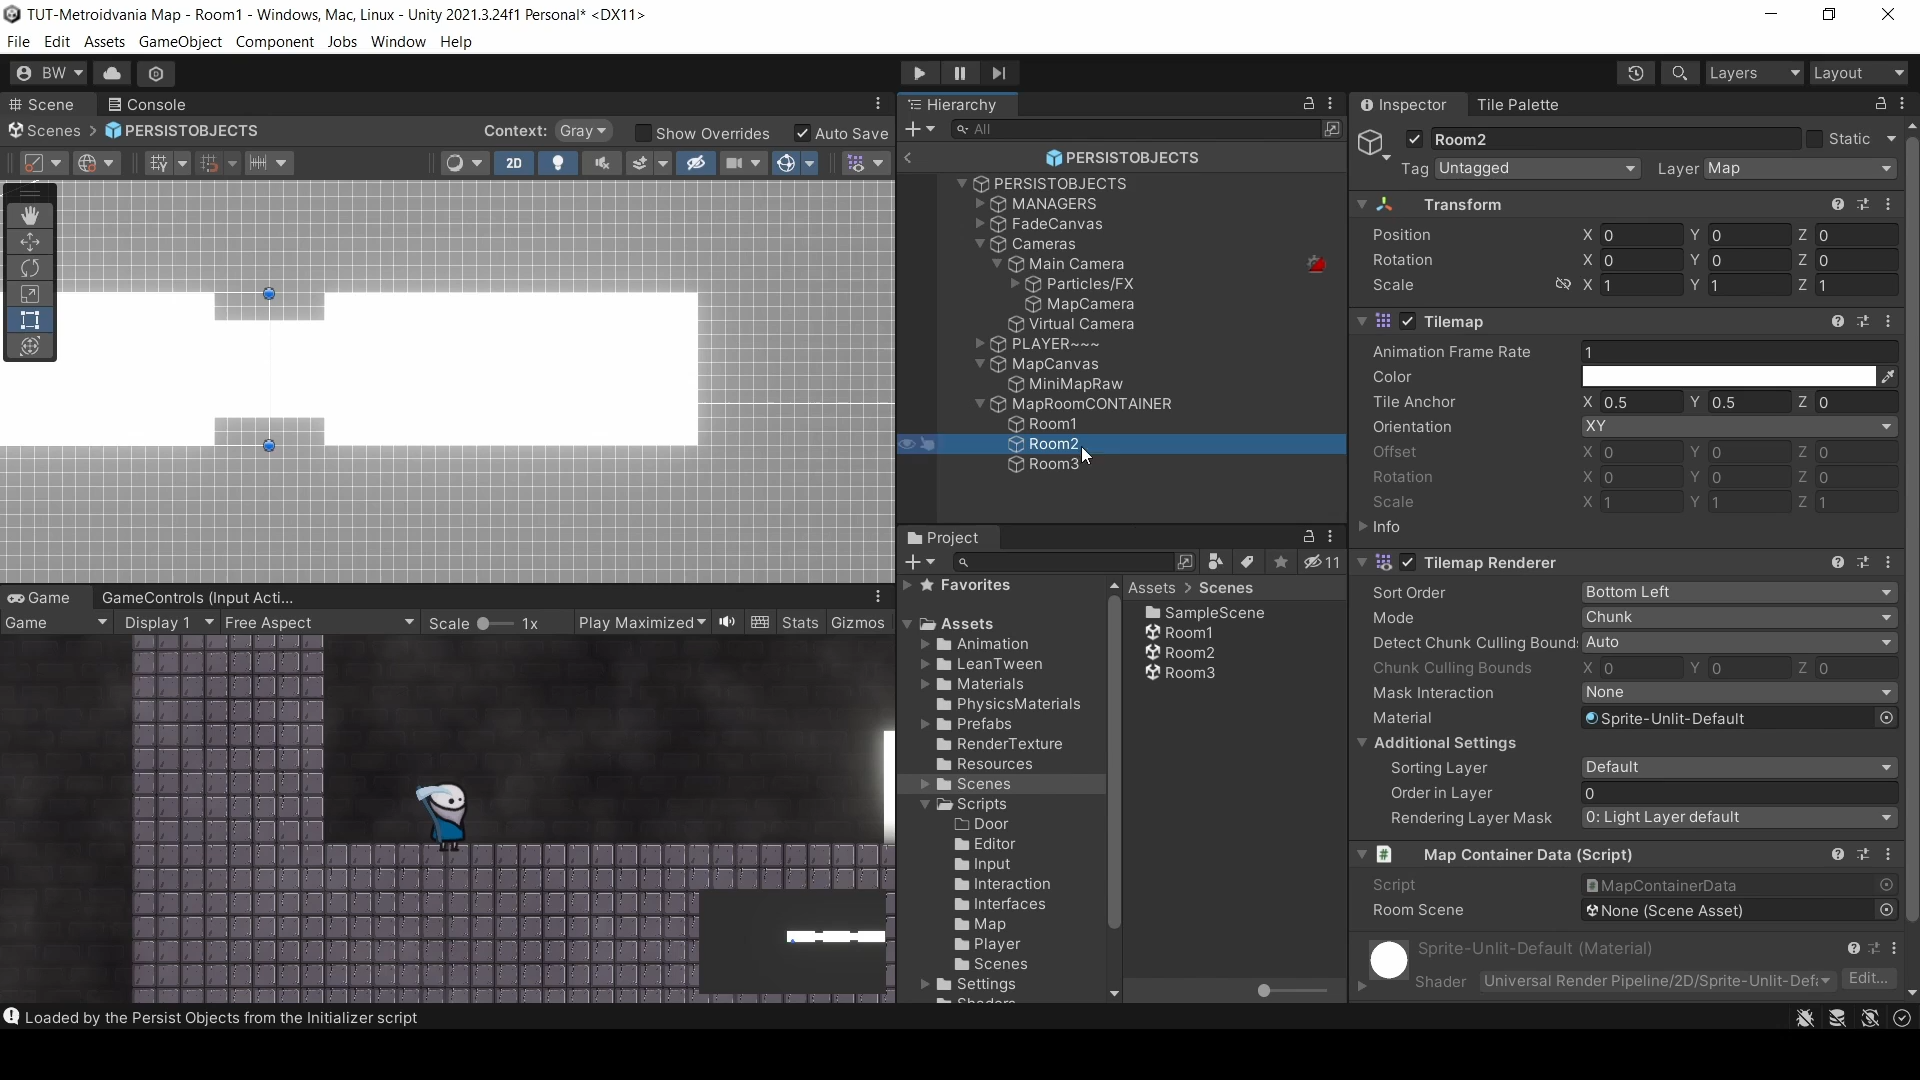 TUT-Metroidvania Map - Room1 - Windows, Mac, Linux - Unity 2021.3.24f1 Personal* <DX11>
File Edit Assets GameObject Component Jobs Window Help
BW Layers Layout
Scene Console
Scenes > PERSISTOBJECTS Context: Gray Show Overrides Auto Save
2D
Hierarchy
All
PERSISTOBJECTS
PERSISTOBJECTS
MANAGERS
FadeCanvas
Cameras
Main Camera
Particles/FX
MapCamera
Virtual Camera
PLAYER~~~
MapCanvas
MiniMapRaw
MapRoomCONTAINER
Room1
Room2
Room3
Project
11
Favorites
Assets
Animation
LeanTween
Materials
PhysicsMaterials
Prefabs
RenderTexture
Resources
Scenes
Scripts
Door
Editor
Input
Interaction
Interfaces
Map
Player
Scenes
Settings
Assets > Scenes
SampleScene
Room1
Room2
Room3
Inspector Tile Palette
Room2 Static
Tag Untagged Layer Map
Transform
Position X 0 Y 0 Z 0
Rotation X 0 Y 0 Z 0
Scale X 1 Y 1 Z 1
Tilemap
Animation Frame Rate 1
Color
Tile Anchor X 0.5 Y 0.5 Z 0
Orientation XY
Offset X 0 Y 0 Z 0
Rotation X 0 Y 0 Z 0
Scale X 1 Y 1 Z 1
Info
Tilemap Renderer
Sort Order Bottom Left
Mode Chunk
Detect Chunk Culling Bound: Auto
Chunk Culling Bounds X 0 Y 0 Z 0
Mask Interaction None
Material Sprite-Unlit-Default
Additional Settings
Sorting Layer Default
Order in Layer 0
Rendering Layer Mask 0: Light Layer default
Map Container Data (Script)
Script MapContainerData
Room Scene None (Scene Asset)
Sprite-Unlit-Default (Material)
Shader Universal Render Pipeline/2D/Sprite-Unlit-Defa Edit...
Game GameControls (Input Acti...
Game Display 1 Free Aspect Scale 1x Play Maximized Stats Gizmos
Loaded by the Persist Objects from the Initializer script